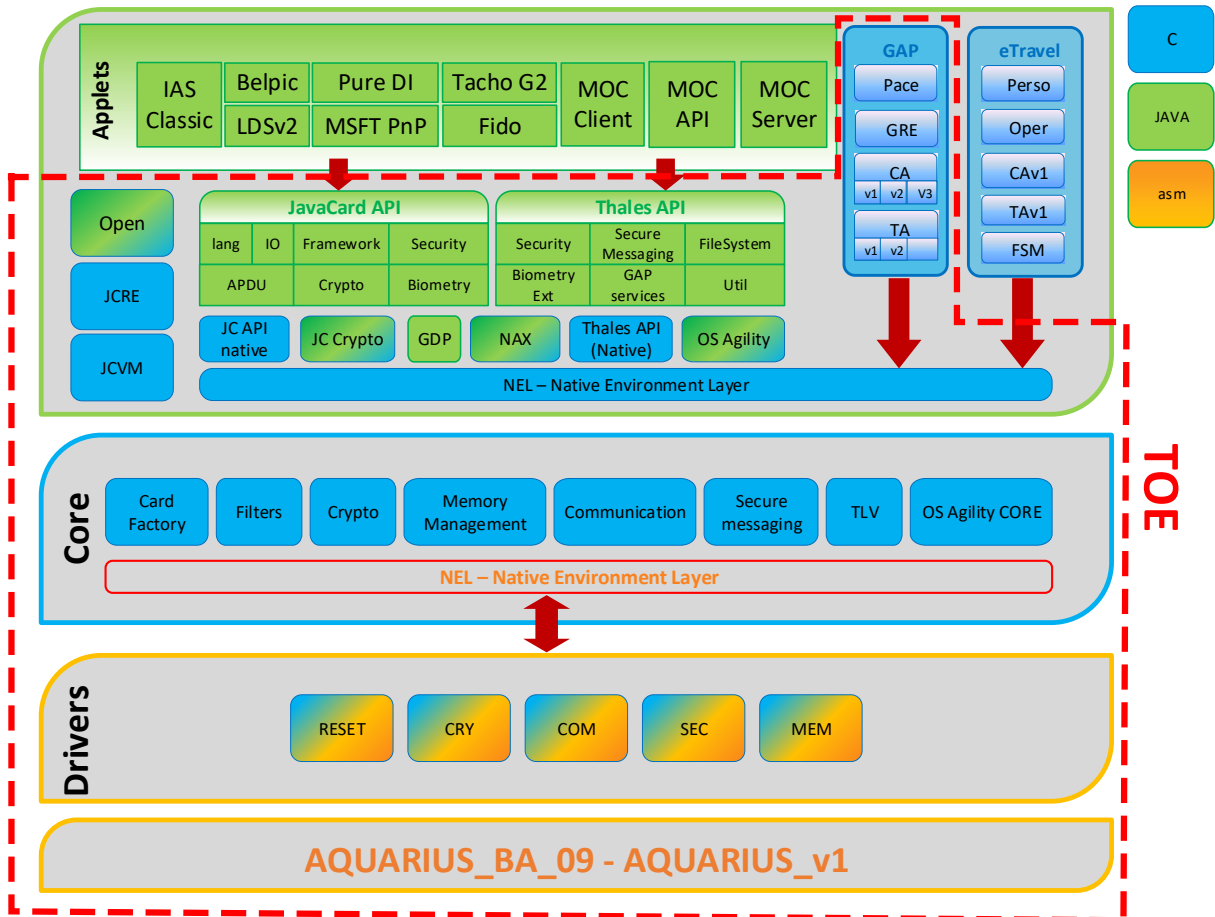 Applets
IAS
Classic
Belpic
LDSv2
Pure DI
MSFT PnP
Tacho G2
Fido
MOC
Client
MOC
API
MOC
Server
GAP
Pace
GRE
CA
v1
v2
V3
TA
v1
v2
eTravel
Perso
Oper
CAv1
TAv1
FSM
C
JAVA
asm
Open
JCRE
JCVM
JavaCard API
lang
IO
Framework
Security
APDU
Crypto
Biometry
Thales API
Security
Secure
Messaging
FileSystem
Biometry
Ext
GAP
services
Util
JC API
native
JC Crypto
GDP
NAX
Thales API
(Native)
OS Agility
NEL – Native Environment Layer
TOE
Core
Card
Factory
Filters
Crypto
Memory
Management
Communication
Secure
messaging
TLV
OS Agility CORE
NEL – Native Environment Layer
Drivers
RESET
CRY
COM
SEC
MEM
AQUARIUS_BA_09 - AQUARIUS_v1